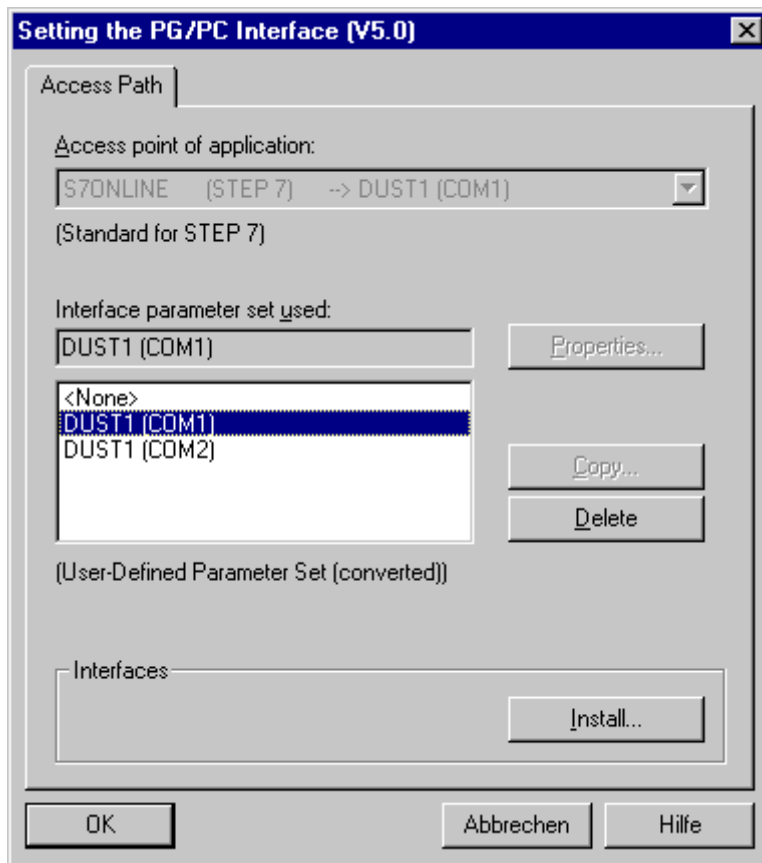 Setting the PG/PC Interface (V5.0)
Access Path
Access point of application:
S7ONLINE (STEP 7) --> DUST1 (COM1)
(Standard for STEP 7)
Interface parameter set used:
DUST1 (COM1)
Properties...
<None>
DUST1 (COM1)
DUST1 (COM2)
Copy...
Delete
(User-Defined Parameter Set (converted))
Interfaces
Install...
OK Abbrechen Hilfe